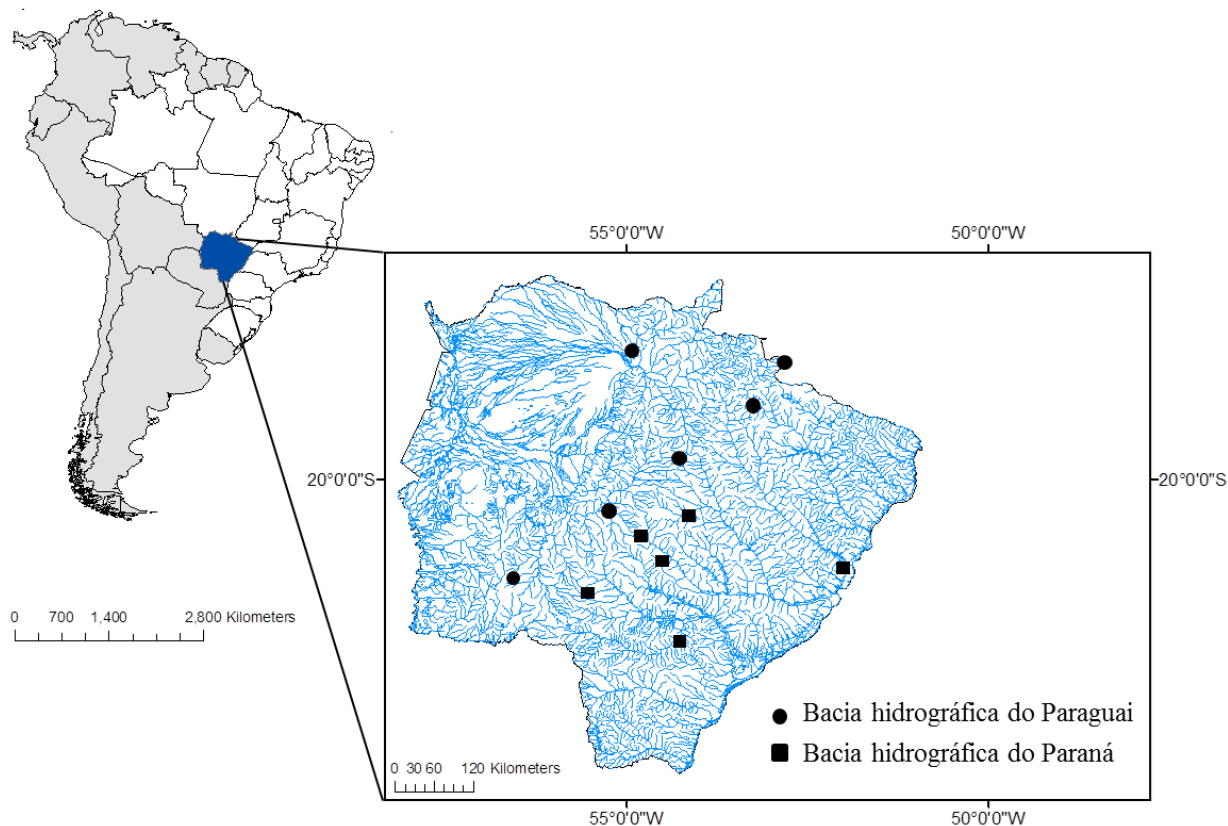 55°0'0"W 50°0'0"W
20°0'0"S 20°0'0"S
0 700 1,400 2,800 Kilometers
Bacia hidrográfica do Paraguai
Bacia hidrográfica do Paraná
0 30 60 120 Kilometers
55°0'0"W 50°0'0"W